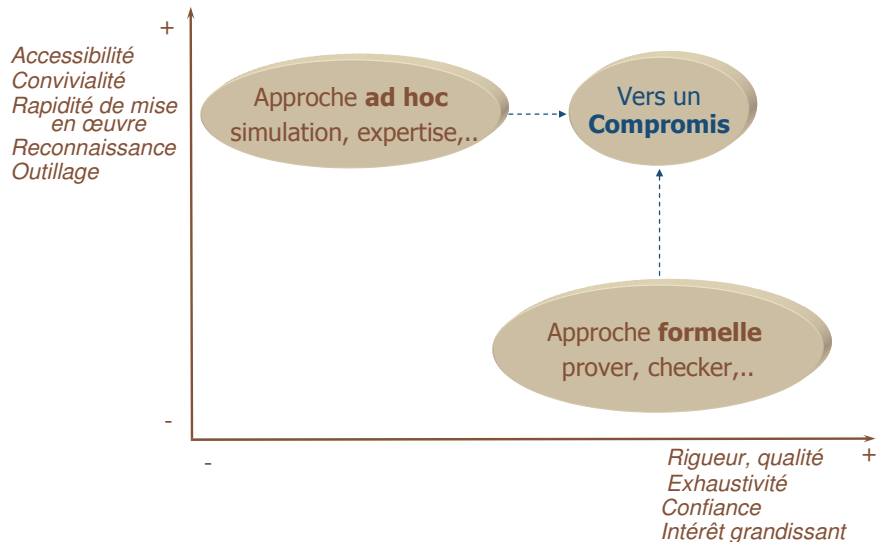 +
Accessibilité
Convivialité
Rapidité de mise
en œuvre
Reconnaissance
Outillage
Approche ad hoc
simulation, expertise,..
Vers un
Compromis
Approche formelle
prover, checker,..
-
-
+
Rigueur, qualité
Exhaustivité
Confiance
Intérêt grandissant